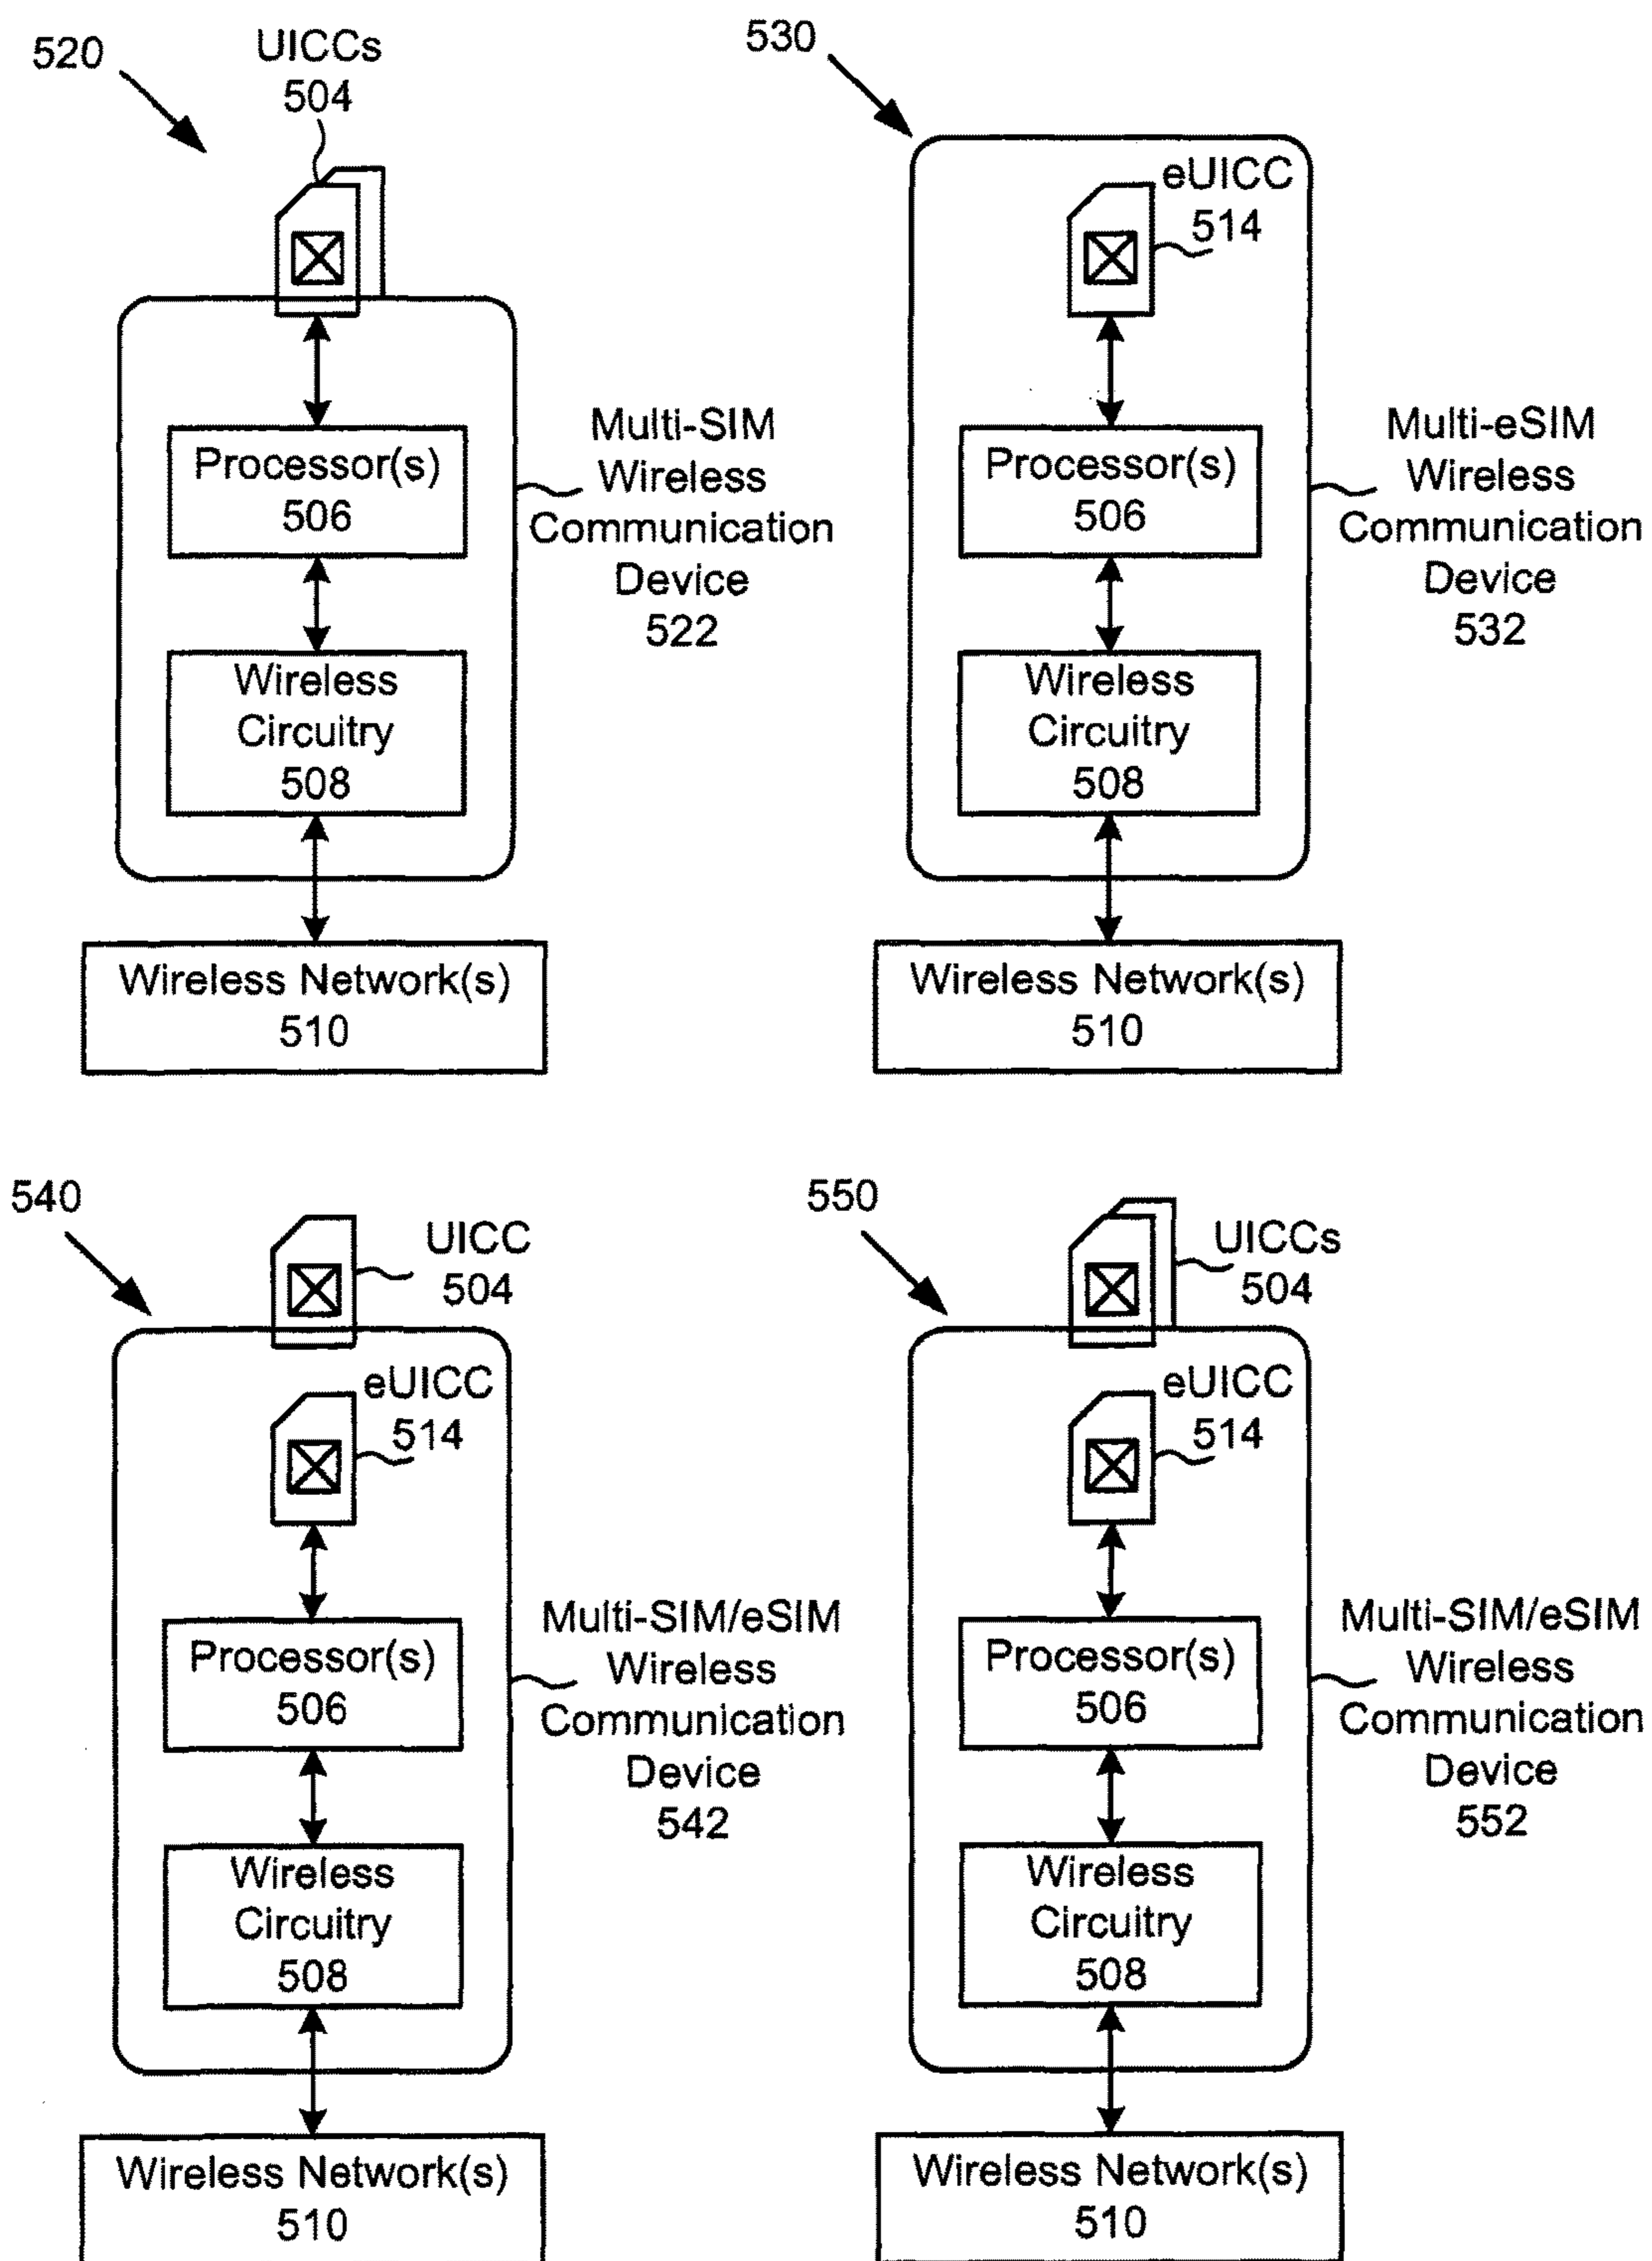 520
UICCs
504
Processor(s)
506
Wireless
Circuitry
508
Multi-SIM
Wireless
Communication
Device
522
Wireless Network(s)
510
530
eUICC
514
Processor(s)
506
Wireless
Circuitry
508
Multi-eSIM
Wireless
Communication
Device
532
Wireless Network(s)
510
540
UICC
504
eUICC
514
Processor(s)
506
Wireless
Circuitry
508
Multi-SIM/eSIM
Wireless
Communication
Device
542
Wireless Network(s)
510
550
UICCs
504
eUICC
514
Processor(s)
506
Wireless
Circuitry
508
Multi-SIM/eSIM
Wireless
Communication
Device
552
Wireless Network(s)
510